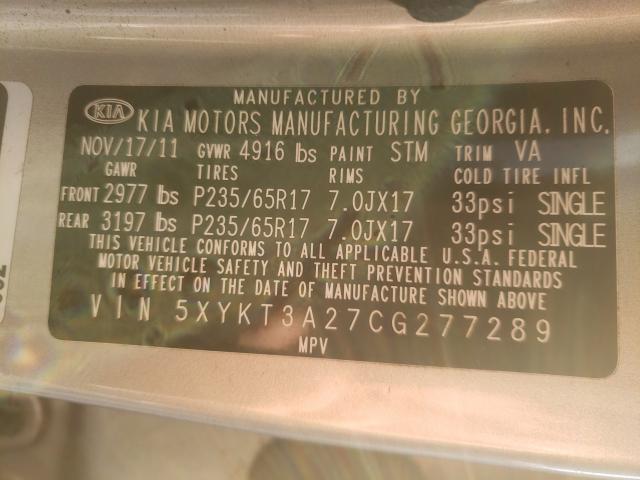 MANUFACTURED BY
KIA KIA MOTORS MANUFACTURING GEORGIA. INC.
NOV/17/11 GVWR 4916 lbs PAINT STM TRIM VA
GAWR TIRES RIMS COLD TIRE INFL
FRONT 2977 lbs P235/65R17 7.0JX17 33psi SINGLE
REAR 3197 lbs P235/65R17 7.0JX17 33psi SINGLE
THIS VEHICLE CONFORMS TO ALL APPLICABLE U.S.A. FEDERAL
MOTOR VEHICLE SAFETY AND THEFT PREVENTION STANDARDS
IN EFFECT ON THE DATE OF MANUFACTURE SHOWN ABOVE
VIN 5XYKT3A27CG277289
MPV